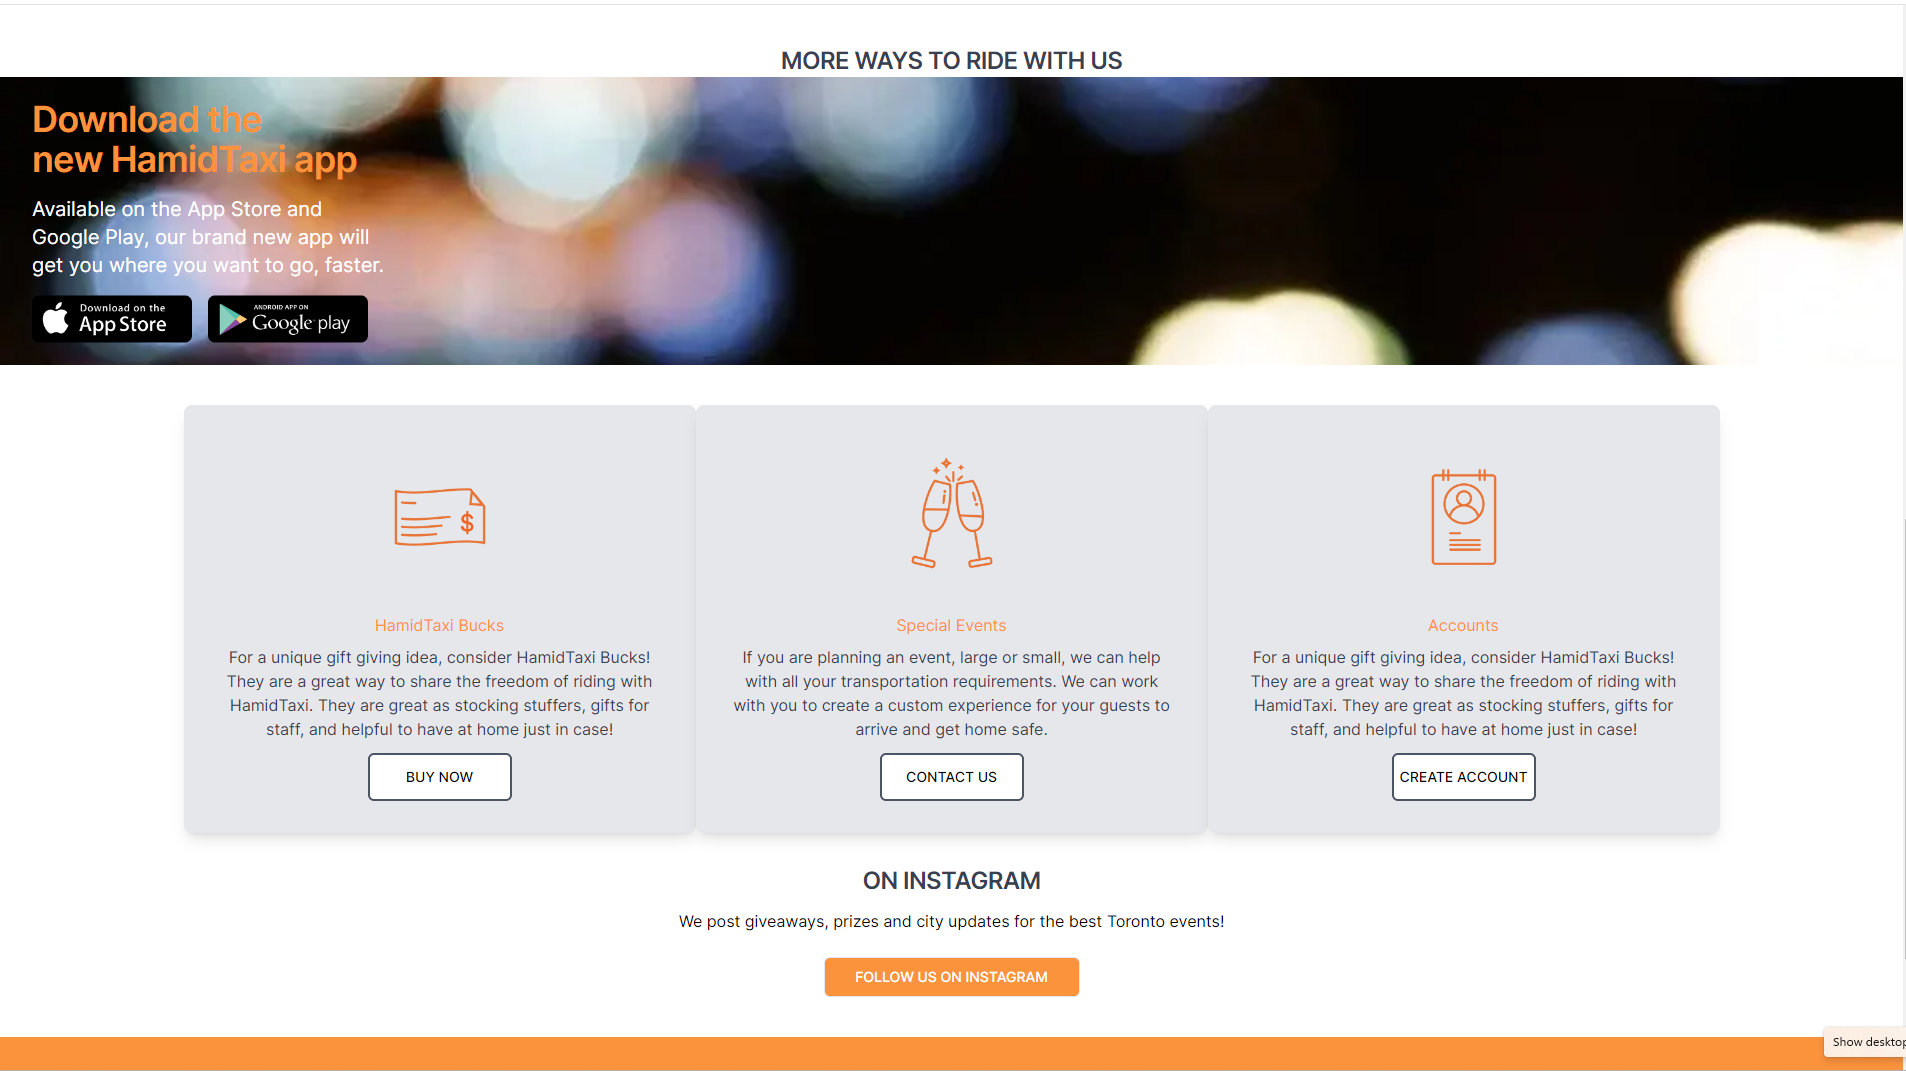 MORE WAYS TO RIDE WITH US
Download the
new HamidTaxi app
Available on the App Store and
Google Play, our brand new app will
get you where you want to go, faster.
Download on the
App Store
ANDROID APP ON
Google play
$
HamidTaxi Bucks
For a unique gift giving idea, consider HamidTaxi Bucks!
They are a great way to share the freedom of riding with
HamidTaxi. They are great as stocking stuffers, gifts for
staff, and helpful to have at home just in case!
BUY NOW
Special Events
If you are planning an event, large or small, we can help
with all your transportation requirements. We can work
with you to create a custom experience for your guests to
arrive and get home safe.
CONTACT US
Accounts
For a unique gift giving idea, consider HamidTaxi Bucks!
They are a great way to share the freedom of riding with
HamidTaxi. They are great as stocking stuffers, gifts for
staff, and helpful to have at home just in case!
CREATE ACCOUNT
ON INSTAGRAM
We post giveaways, prizes and city updates for the best Toronto events!
FOLLOW US ON INSTAGRAM
Show desktop